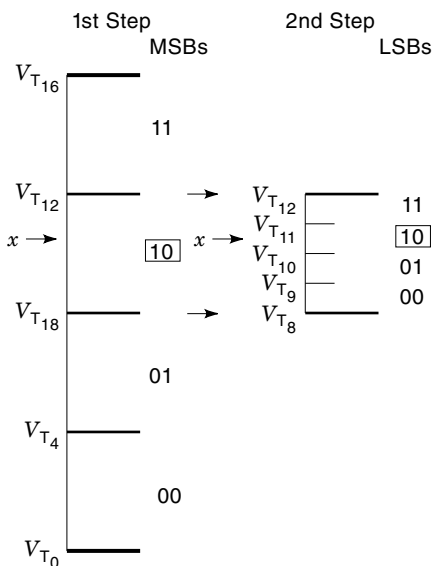 1st Step
MSBs
V_T16
11
V_T12
x
10
V_T18
01
V_T4
00
V_T0
2nd Step
LSBs
V_T12
11
V_T11
x
10
V_T10
01
V_T9
00
V_T8